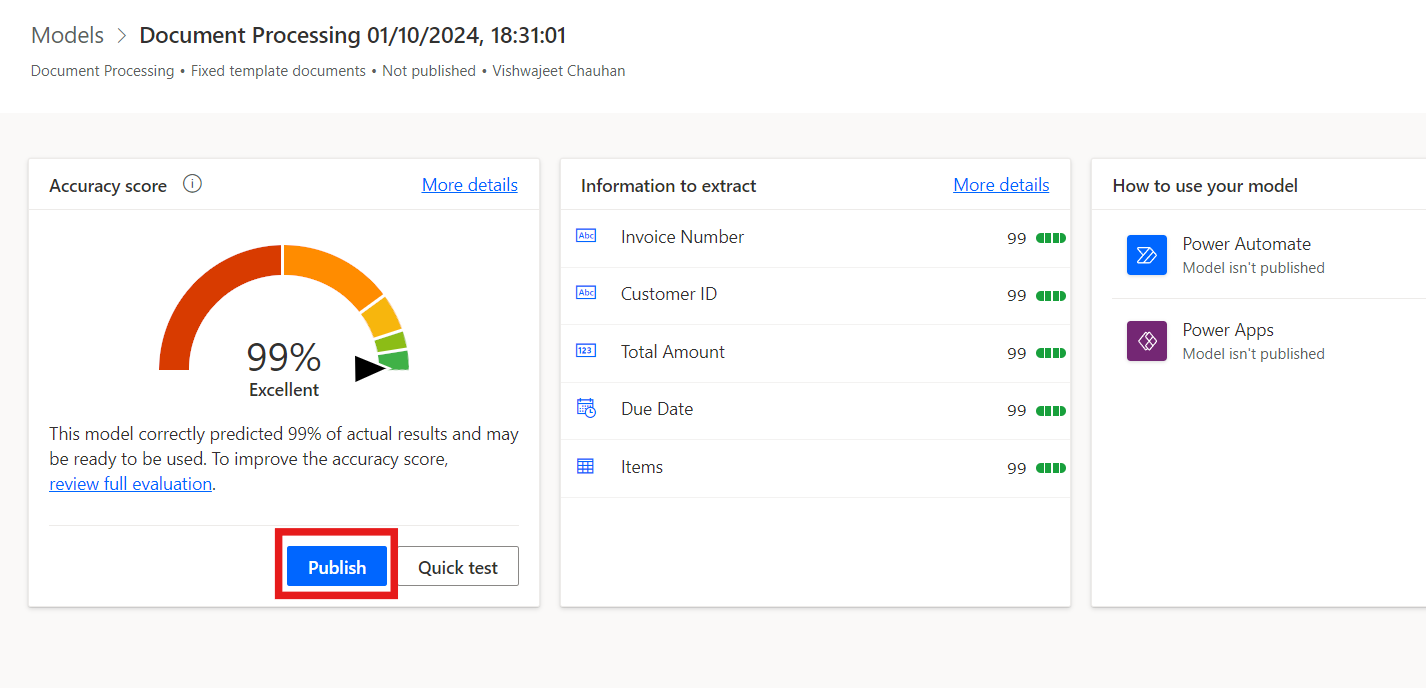 Models > Document Processing 01/10/2024, 18:31:01
Document Processing • Fixed template documents • Not published • Vishwajeet Chauhan
Accuracy score
More details
99%
Excellent
This model correctly predicted 99% of actual results and may
be ready to be used. To improve the accuracy score,
review full evaluation.
Publish
Quick test
Information to extract
More details
Abc Invoice Number 99
Abc Customer ID 99
123 Total Amount 99
Due Date 99
Items 99
How to use your model
Power Automate
Model isn't published
Power Apps
Model isn't published